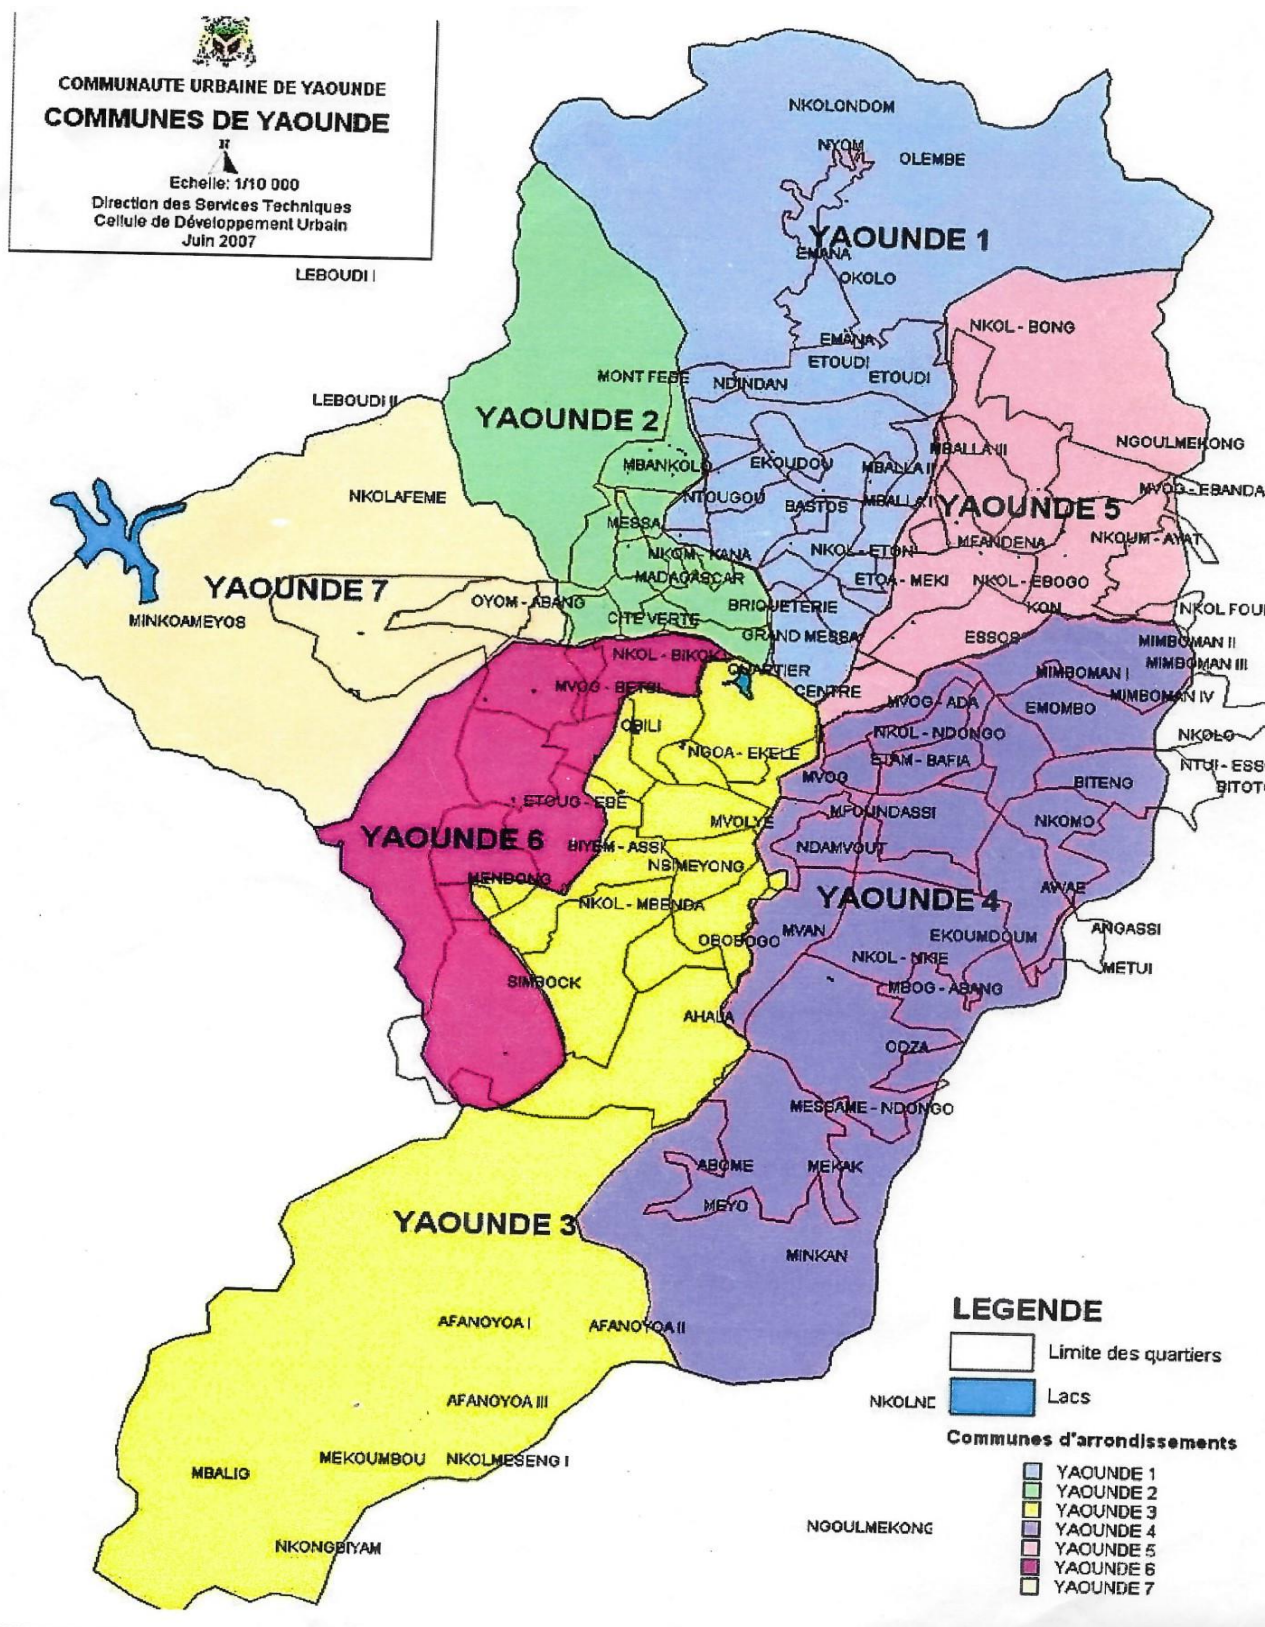 COMMUNAUTE URBAINE DE YAOUNDE
COMMUNES DE YAOUNDE
N
Echelle: 1/10 000
Direction des Services Techniques
Cellule de Développement Urbain
Juin 2007
NKOLONDOM
NYOM
OLEMBE
YAOUNDE 1
EMANA
LEBOUDI I
OKOLO
NKOL - BONG
EMANA
ETOUDI
ETOUDI
MONT FEBE
NDINDAN
LEBOUDI II
YAOUNDE 2
NGOULMEKONG
MBALLA III
MBANKOLO
EKOUDOU
MBALLA II
NKOLAFEME
NTOUGOU
BASTOS
MBALLA I
MVOG - EBANDA
YAOUNDE 5
MESSA
NKOM - KANA
NKOL - ETON
MFANDENA
NKOUM - AYAT
MADAGASCAR
ETOA - MEKI
NKOL - EBOGO
YAOUNDE 7
OYOM - ABANG
BRIQUETERIE
KON
NKOL FOUL
MINKOAMEYOS
CITE VERTE
GRAND MESSA
ESSOS
MIMBOMAN II
NKOL - BIKOK
QUARTIER
MIMBOMAN I
MIMBOMAN III
MVOG - BETSI
CENTRE
MVOG - ADA
EMOMBO
MIMBOMAN IV
OBILI
NKOL - NDONGO
NKOLO
NGOA - EKELE
ETAM - BAFIA
NTUI - ESS
MVOG
BITENG
BITOTO
ETOUG - EBE
MFOUNDASSI
MVOLYE
NKOMO
YAOUNDE 6
BIYEM - ASSI
NDAMVOUT
NSIMEYONG
MENDONG
AWAE
NKOL - MBENDA
YAOUNDE 4
MVAN
EKOUMDOUM
ANGASSI
OBOBOGO
NKOL - NKIE
METUI
SIMBOCK
MBOG - ABANG
AHALA
ODZA
MESSAME - NDONGO
ABOME
MEKAK
MEYO
YAOUNDE 3
MINKAN
AFANOYOA I
AFANOYOA II
AFANOYOA III
MEKOUMBOU
NKOLMESENG I
MBALIG
NKONGBIYAM
NKOLNE
NGOULMEKONG
LEGENDE
Limite des quartiers
Lacs
Communes d'arrondissements
YAOUNDE 1
YAOUNDE 2
YAOUNDE 3
YAOUNDE 4
YAOUNDE 5
YAOUNDE 6
YAOUNDE 7